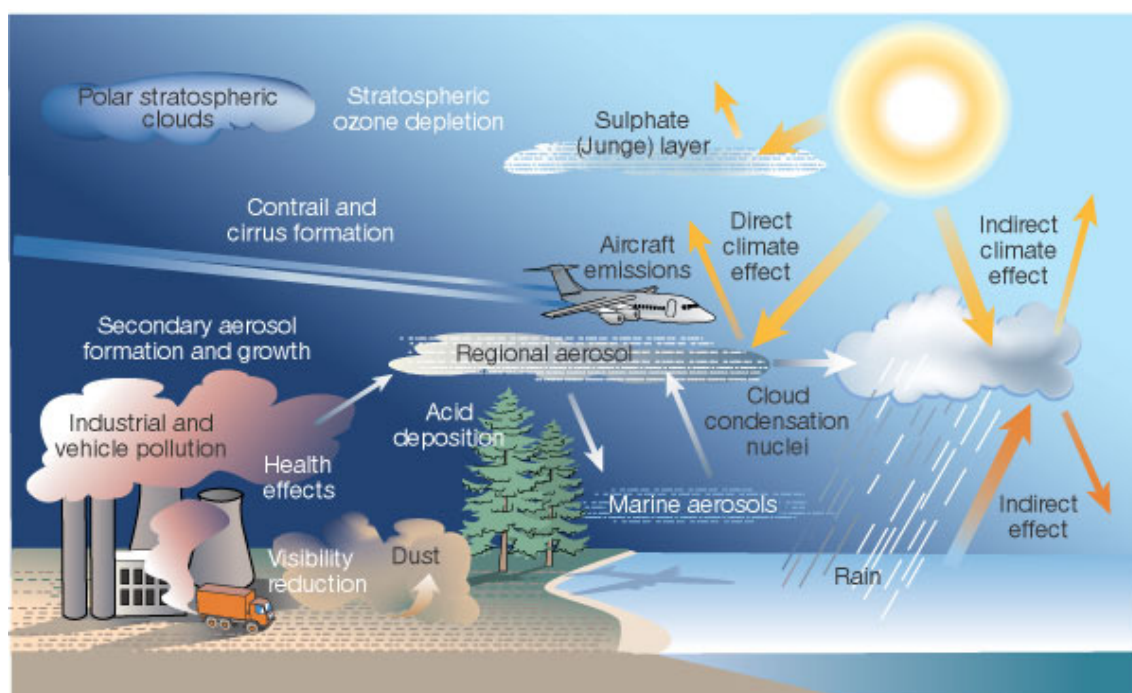 Polar stratospheric
clouds
Stratospheric
ozone depletion
Sulphate
(Junge) layer
Contrail and
cirrus formation
Aircraft
emissions
Direct
climate
effect
Indirect
climate
effect
Secondary aerosol
formation and growth
Regional aerosol
Industrial and
vehicle pollution
Acid
deposition
Cloud
condensation
nuclei
Health
effects
Marine aerosols
Indirect
effect
Visibility
reduction
Dust
Rain